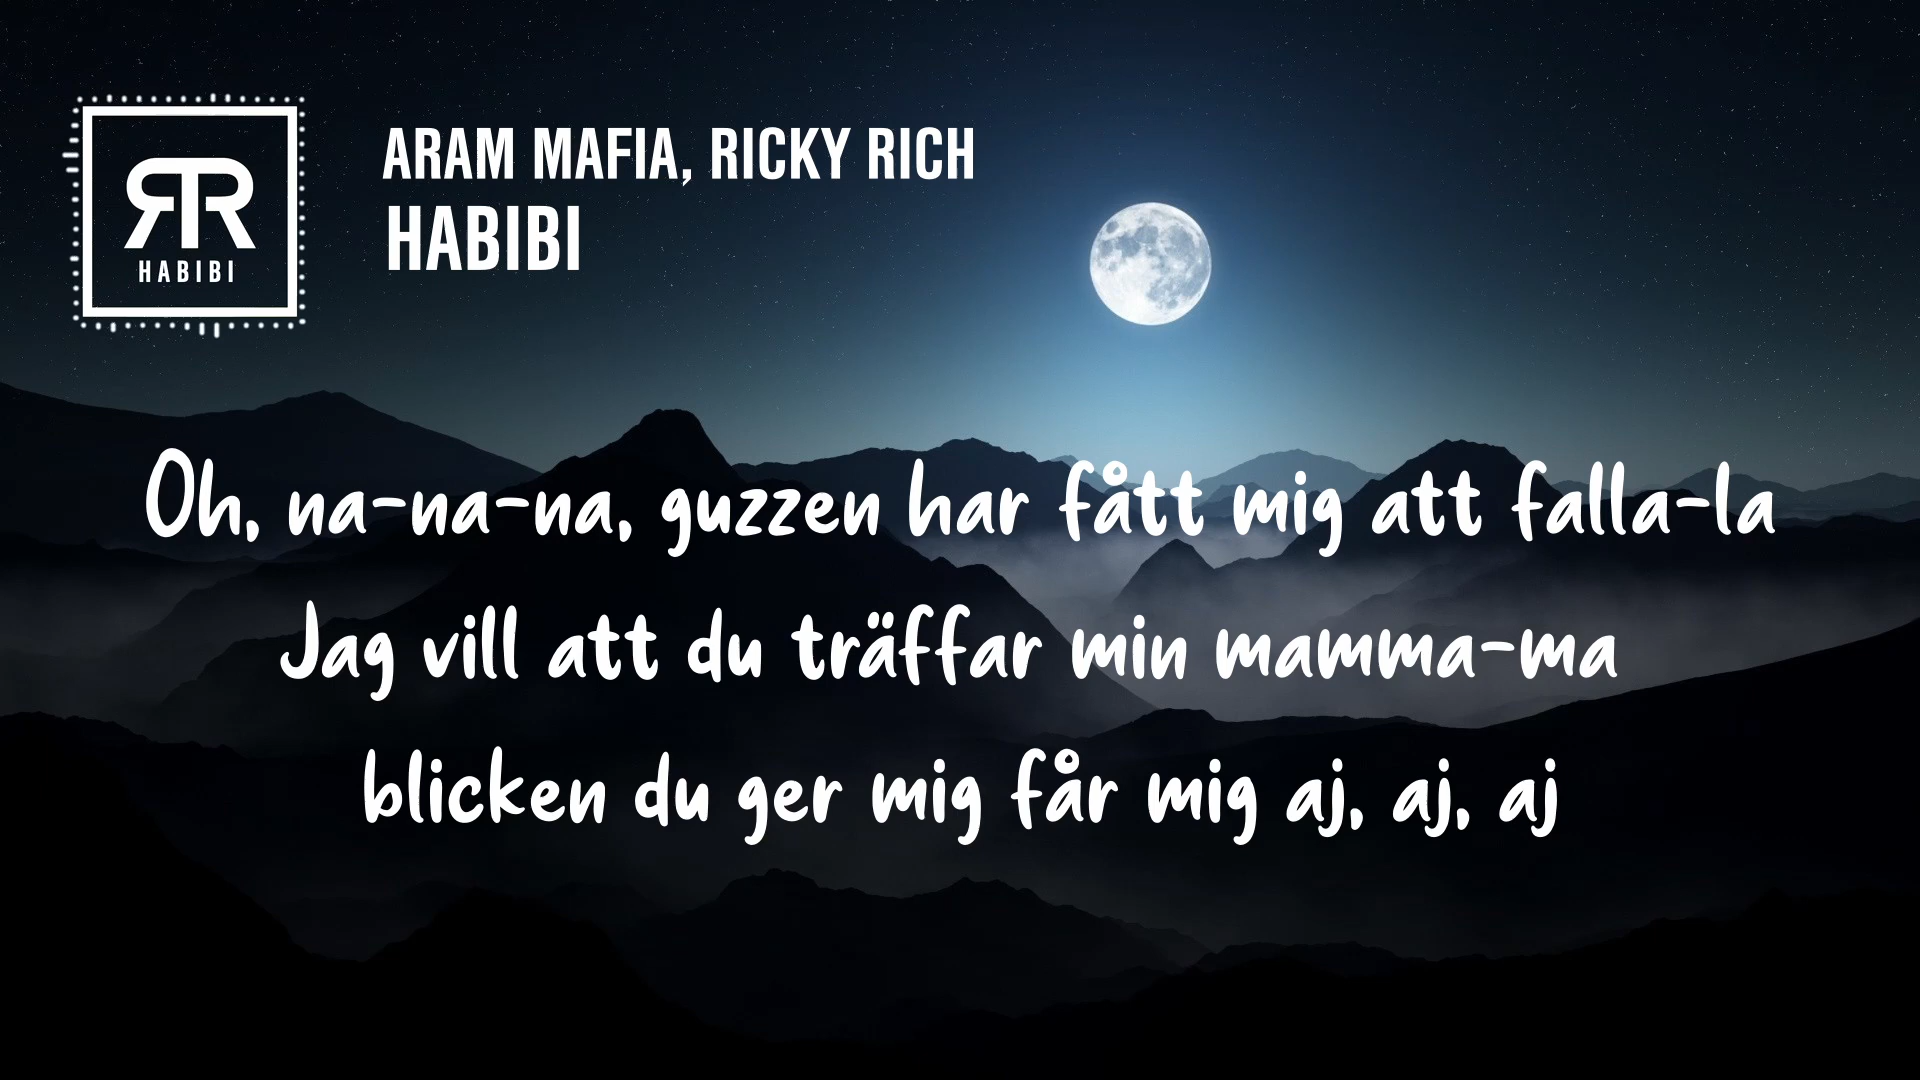 RR
HABIBI
ARAM MAFIA, RICKY RICH
HABIBI
Oh, na-na-na, guzzen har fått mig att falla-la
Jag vill att du träffar min mamma-ma
blicken du ger mig får mig aj, aj, aj